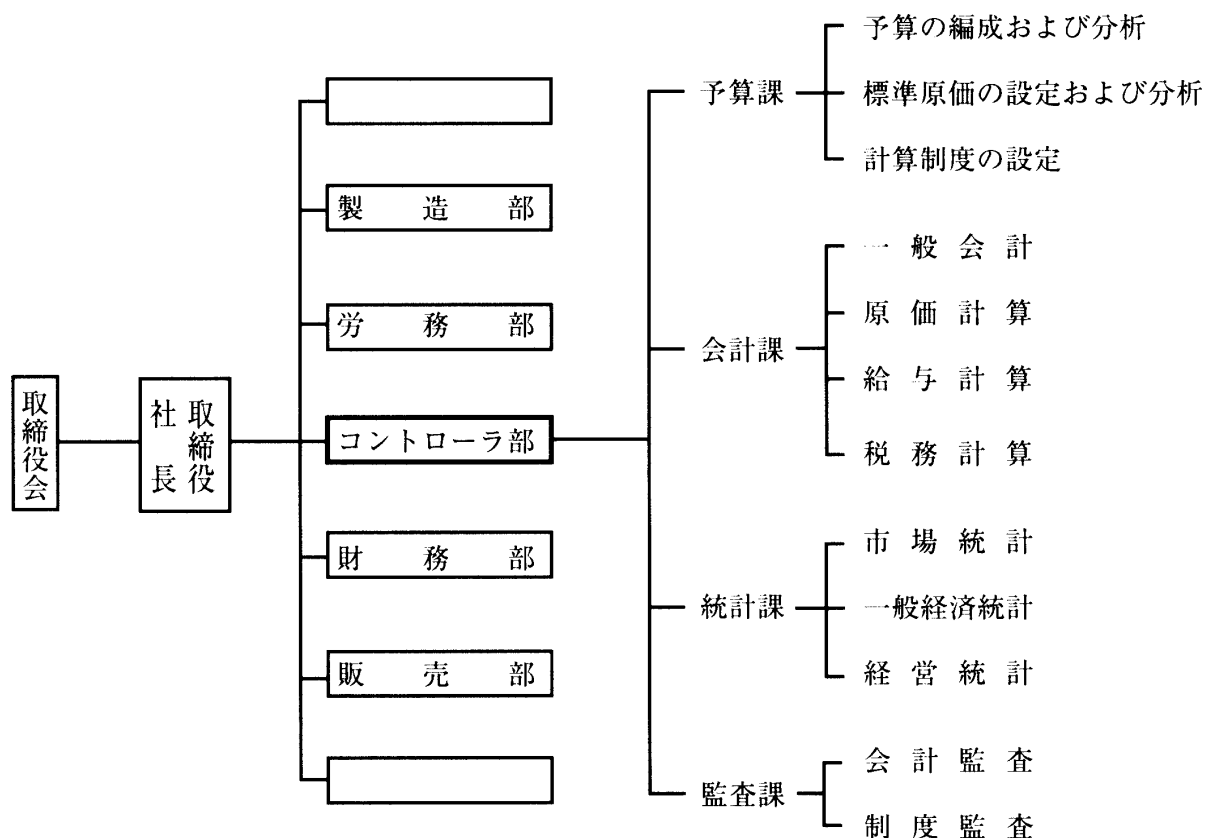 取締役会
取締役
社長
製造部
労務部
コントローラ部
財務部
販売部
予算課
予算の編成および分析
標準原価の設定および分析
計算制度の設定
会計課
一般会計
原価計算
給与計算
税務計算
統計課
市場統計
一般経済統計
経営統計
監査課
会計監査
制度監査